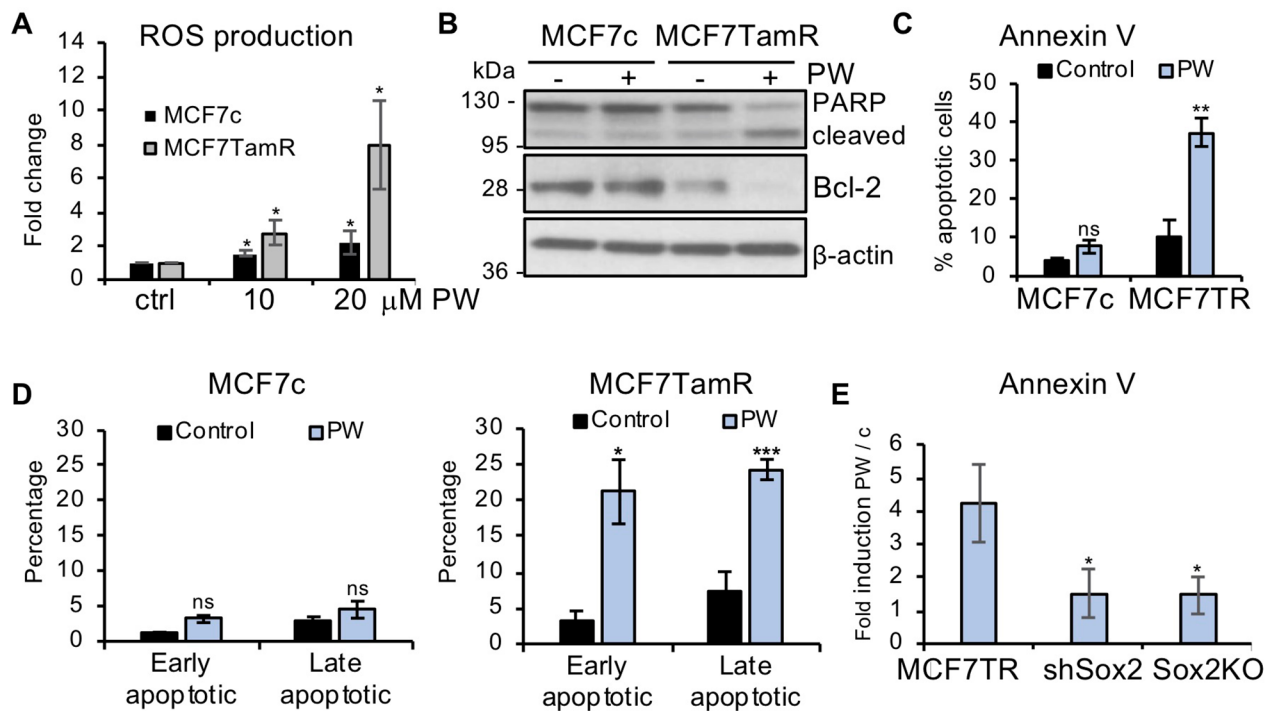 A
ROS production
14
12
10
8
6
4
2
0
Fold change
MCF7c
MCF7TamR
*
*
*
*
ctrl 10 20 μM PW
B
MCF7c MCF7TamR
kDa - + - + PW
130 - PARP
cleaved
95 -
28 - Bcl-2
β-actin
36 -
C
Annexin V
Control PW
50
40
30
20
10
0
% apoptotic cells
ns
**
MCF7c MCF7TR
D
MCF7c
Control PW
30
25
20
15
10
5
0
Percentage
ns
ns
Early Late
apoptotic apoptotic
MCF7TamR
Control PW
30
25
20
15
10
5
0
Percentage
*
***
Early Late
apoptotic apoptotic
E
Annexin V
6
5
4
3
2
1
0
Fold induction PW / c
*
*
MCF7TR shSox2 Sox2KO